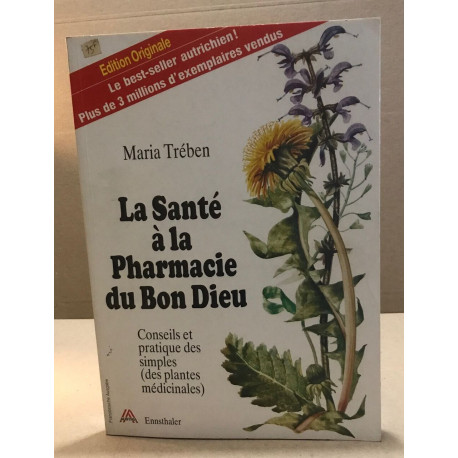 Edition Originale
Le best-seller autrichien!
Plus de 3 millions d'exemplaires vendus
Maria Trében
La Santé
à la
Pharmacie
du Bon Dieu
Conseils et
pratique des
simples
(des plantes
médicinales)
Ennsthaler